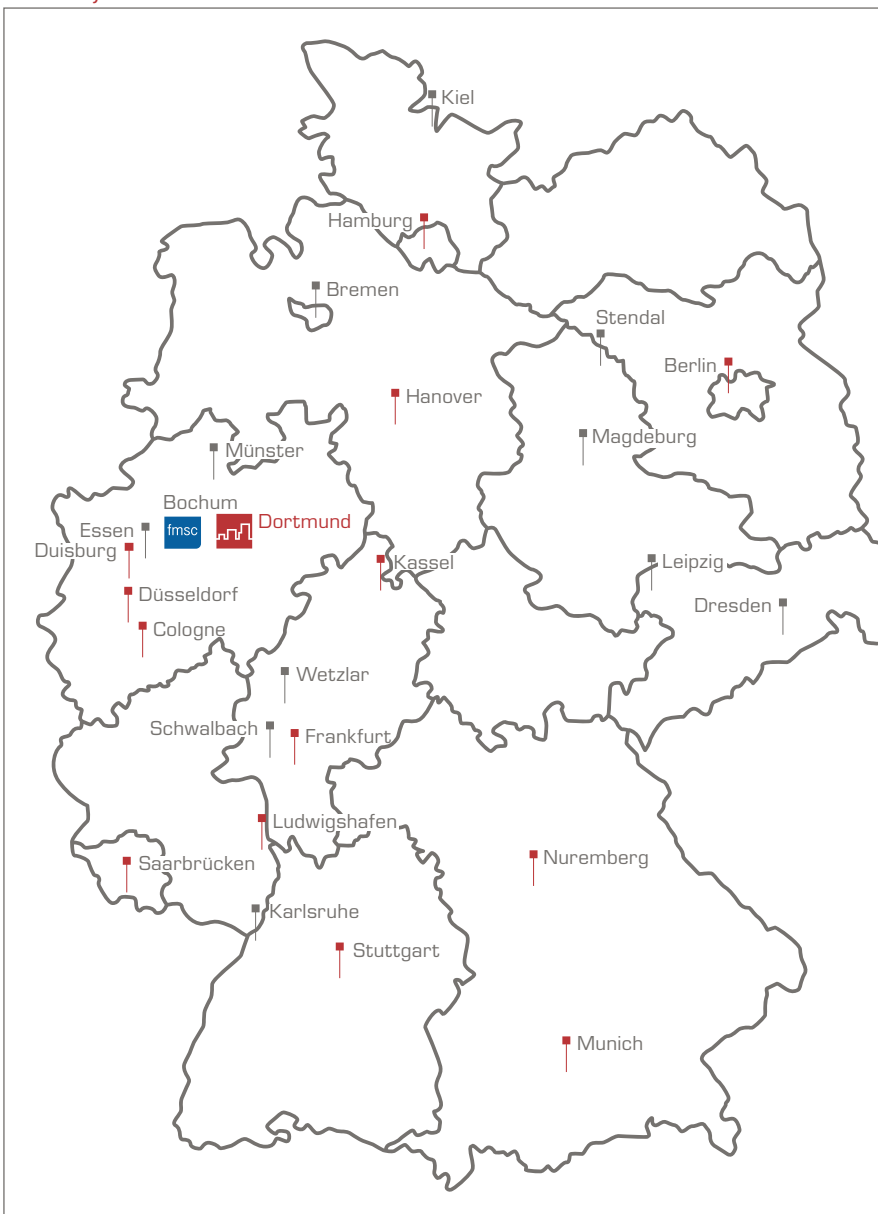 Kiel
Hamburg
Bremen
Stendal
Berlin
Hanover
Magdeburg
Münster
Bochum
Essen
fmsc
Dortmund
Duisburg
Kassel
Leipzig
Düsseldorf
Dresden
Cologne
Wetzlar
Schwalbach
Frankfurt
Ludwigshafen
Nuremberg
Saarbrücken
Karlsruhe
Stuttgart
Munich